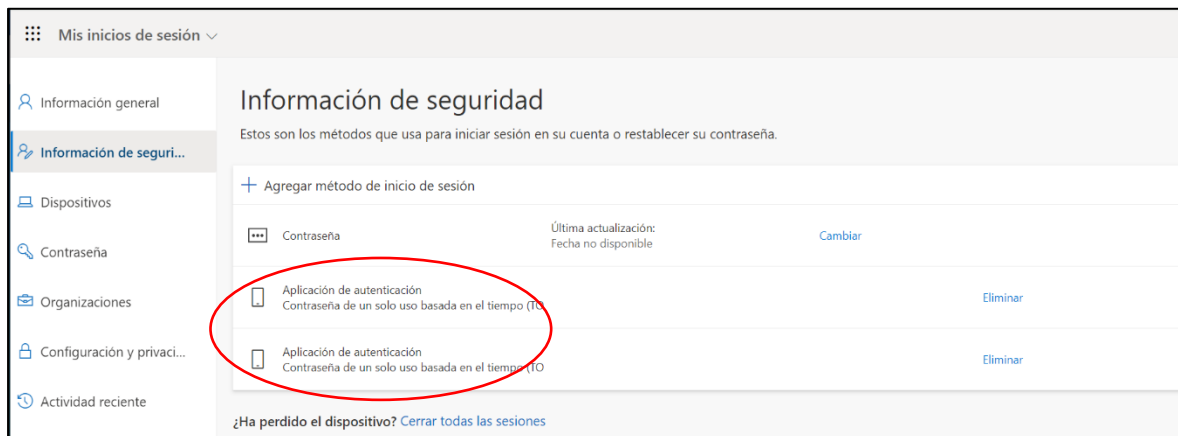 Mis inicios de sesión
Información general
Información de seguri...
Dispositivos
Contraseña
Organizaciones
Configuración y privaci...
Actividad reciente
Información de seguridad
Estos son los métodos que usa para iniciar sesión en su cuenta o restablecer su contraseña.
Agregar método de inicio de sesión
Contraseña
Última actualización:
Fecha no disponible
Cambiar
Aplicación de autenticación
Contraseña de un solo uso basada en el tiempo (TO
Eliminar
Aplicación de autenticación
Contraseña de un solo uso basada en el tiempo (TO
Eliminar
¿Ha perdido el dispositivo? Cerrar todas las sesiones